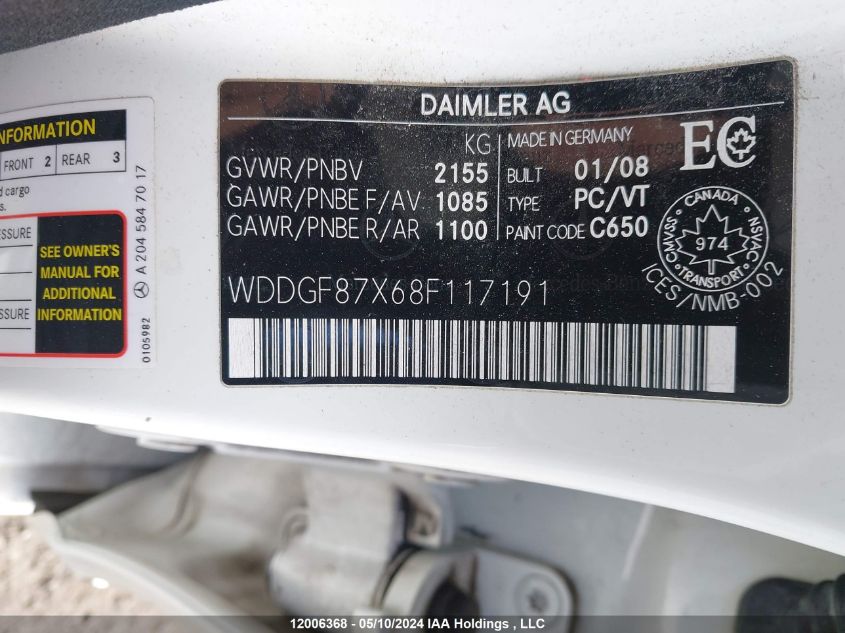 INFORMATION
FRONT 2 REAR 3
d cargo
s.
ESSURE
SEE OWNER'S
MANUAL FOR
ADDITIONAL
INFORMATION
SSURE
A 204 584 70 17
0105982
DAIMLER AG
KG
GVWR/PNBV 2155
GAWR/PNBE F/AV 1085
GAWR/PNBE R/AR 1100
MADE IN GERMANY
BUILT 01/08
TYPE PC/VT
PAINT CODE C650
EC
CANADA
CMVSS
NSVAC
974
TRANSPORT
ICES/NMB-002
WDDGF87X68F117191
12006368 - 05/10/2024 IAA Holdings, LLC